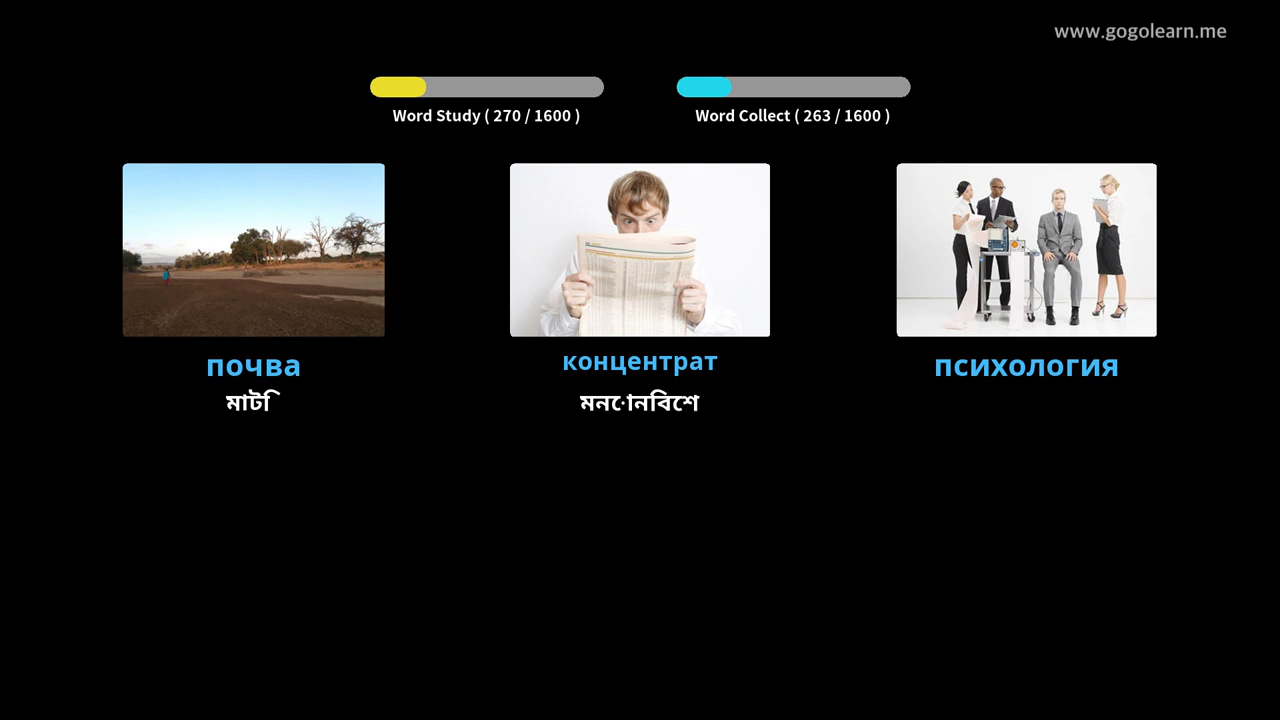 www.gogolearn.me
Word Study ( 270 / 1600 )
Word Collect ( 263 / 1600 )
почва
концентрат
психология
মাটি
মনোনিবেশ